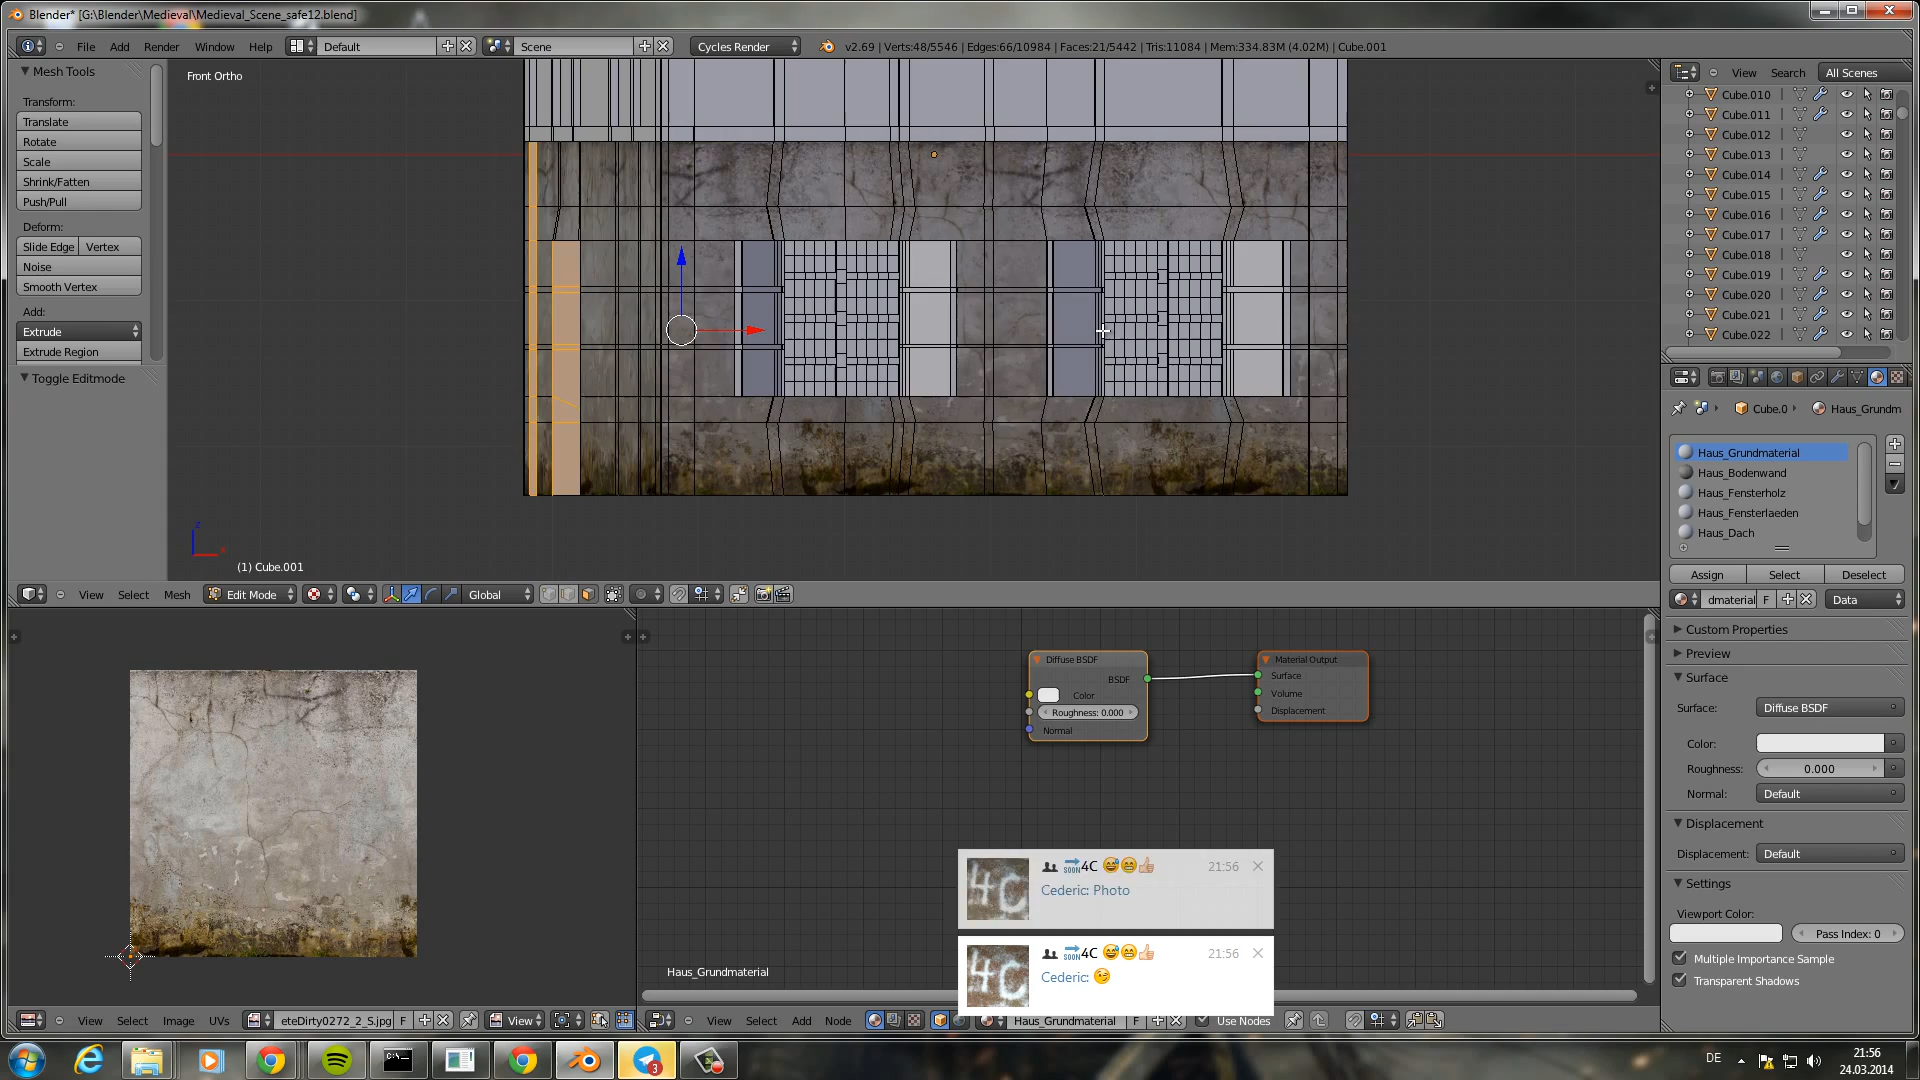 Blender* [G:\Blender\Medieval\Medieval_Scene_safe12.blend]
File Add Render Window Help Default Scene Cycles Render v2.69 | Verts:48/5546 | Edges:66/10984 | Faces:21/5442 | Tris:11084 | Mem:334.83M (4.02M) | Cube.001
Mesh Tools
Transform:
Translate
Rotate
Scale
Shrink/Fatten
Push/Pull
Deform:
Slide Edge Vertex
Noise
Smooth Vertex
Add:
Extrude
Extrude Region
Toggle Editmode
Front Ortho
z
x
(1) Cube.001
View Select Mesh Edit Mode Global
View Search All Scenes
Cube.010
Cube.011
Cube.012
Cube.013
Cube.014
Cube.015
Cube.016
Cube.017
Cube.018
Cube.019
Cube.020
Cube.021
Cube.022
Cube.0 Haus_Grundm
Haus_Grundmaterial
Haus_Bodenwand
Haus_Fensterholz
Haus_Fensterlaeden
Haus_Dach
Assign Select Deselect
dmaterial F Data
Custom Properties
Preview
Surface
Surface: Diffuse BSDF
Color:
Roughness: 0.000
Normal: Default
Displacement
Displacement: Default
Settings
Viewport Color:
Pass Index: 0
Multiple Importance Sample
Transparent Shadows
Diffuse BSDF
BSDF
Color
Roughness: 0.000
Normal
Material Output
Surface
Volume
Displacement
4C
SOON 4C 😅😁👍 21:56
Cederic: Photo
4C
SOON 4C 😅😁👍 21:56
Cederic: 😉
Haus_Grundmaterial
View Select Image UVs eteDirty0272_2_S.jpg F View
View Select Add Node Haus_Grundmaterial F Use Nodes
C:\_
3
DE
21:56
24.03.2014